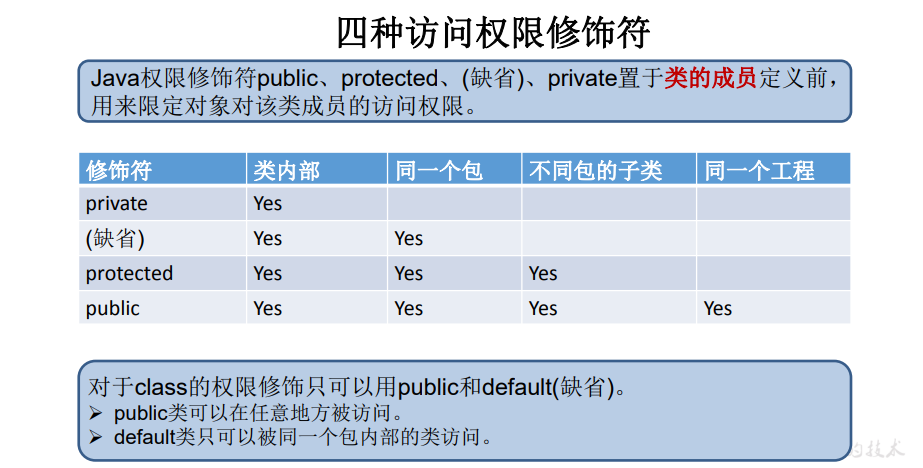 四种访问权限修饰符
Java权限修饰符public、protected、(缺省)、private置于类的成员定义前，
用来限定对象对该类成员的访问权限。
修饰符 类内部 同一个包 不同包的子类 同一个工程
private Yes
(缺省) Yes Yes
protected Yes Yes Yes
public Yes Yes Yes Yes
对于class的权限修饰只可以用public和default(缺省)。
➢ public类可以在任意地方被访问。
➢ default类只可以被同一个包内部的类访问。
的技术